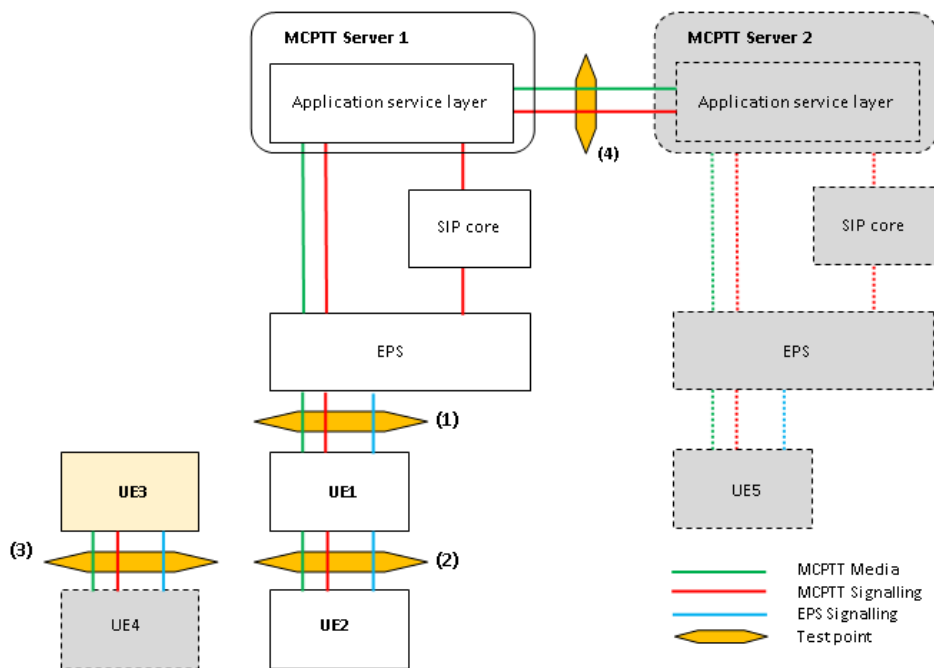 MCPTT Server 1
MCPTT Server 2
Application service layer
Application service layer
(4)
SIP core
SIP core
EPS
EPS
(1)
UE3
UE1
UE5
(3)
(2)
UE4
UE2
MCPTT Media
MCPTT Signalling
EPS Signalling
Test point